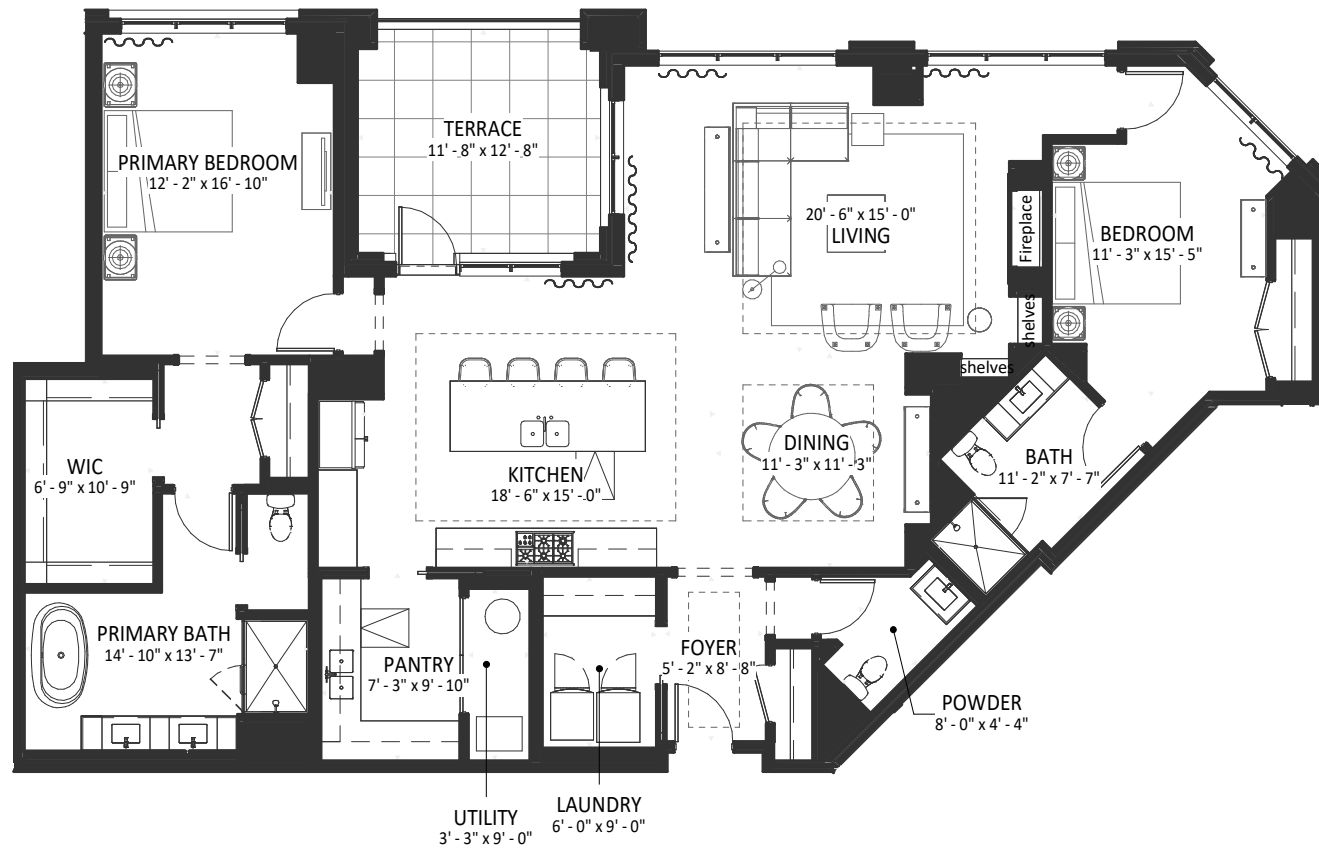 TERRACE
11' - 8" x 12' - 8"
PRIMARY BEDROOM
12' - 2" x 16' - 10"
20' - 6" x 15' - 0"
LIVING
Fireplace
BEDROOM
11' - 3" x 15' - 5"
shelves
shelves
DINING
11' - 3" x 11' - 3"
BATH
11' - 2" x 7' - 7"
WIC
6' - 9" x 10' - 9"
KITCHEN
18' - 6" x 15' - 0"
PRIMARY BATH
14' - 10" x 13' - 7"
PANTRY
7' - 3" x 9' - 10"
FOYER
5' - 2" x 8' - 8"
POWDER
8' - 0" x 4' - 4"
UTILITY
3' - 3" x 9' - 0"
LAUNDRY
6' - 0" x 9' - 0"